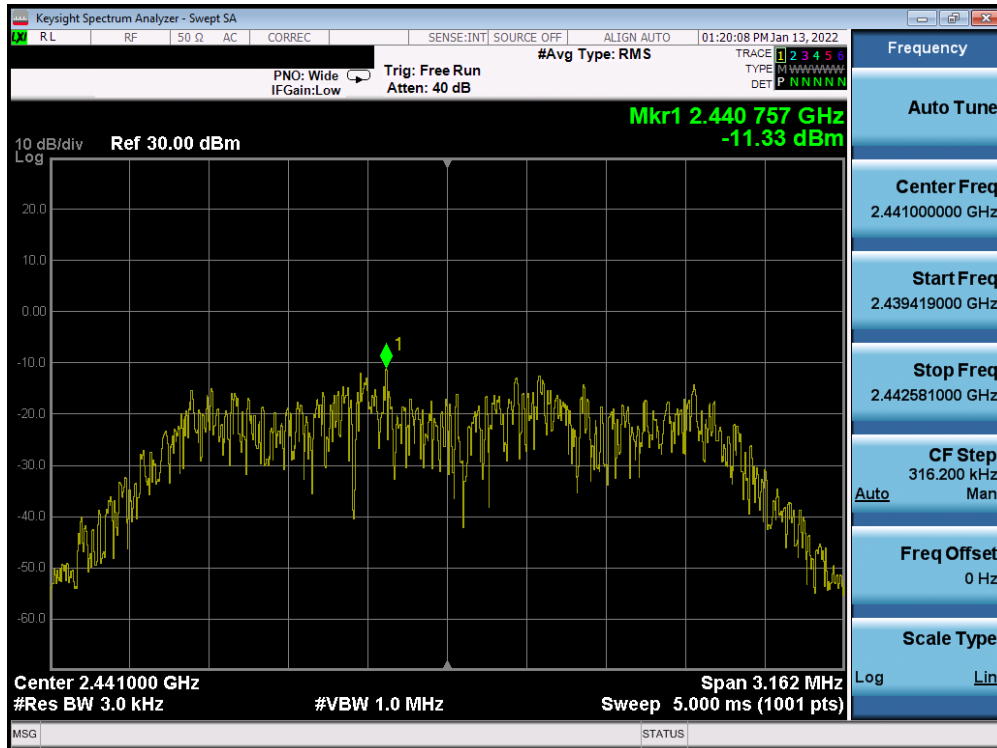 Keysight Spectrum Analyzer - Swept SA
LXI RL RF 50 Ω AC CORREC SENSE:INT SOURCE OFF ALIGN AUTO 01:20:08 PM Jan 13, 2022
#Avg Type: RMS
TRACE 1 2 3 4 5 6
TYPE M WWWWW
DET P N N N N N
PNO: Wide Trig: Free Run
IFGain:Low Atten: 40 dB
Mkr1 2.440 757 GHz
-11.33 dBm
10 dB/div Ref 30.00 dBm
Log
20.0
10.0
0.00
-10.0
-20.0
-30.0
-40.0
-50.0
-60.0
1
Center 2.441000 GHz Span 3.162 MHz
#Res BW 3.0 kHz #VBW 1.0 MHz Sweep 5.000 ms (1001 pts)
MSG STATUS
Frequency
Auto Tune
Center Freq
2.441000000 GHz
Start Freq
2.439419000 GHz
Stop Freq
2.442581000 GHz
CF Step
316.200 kHz
Auto Man
Freq Offset
0 Hz
Scale Type
Log Lin